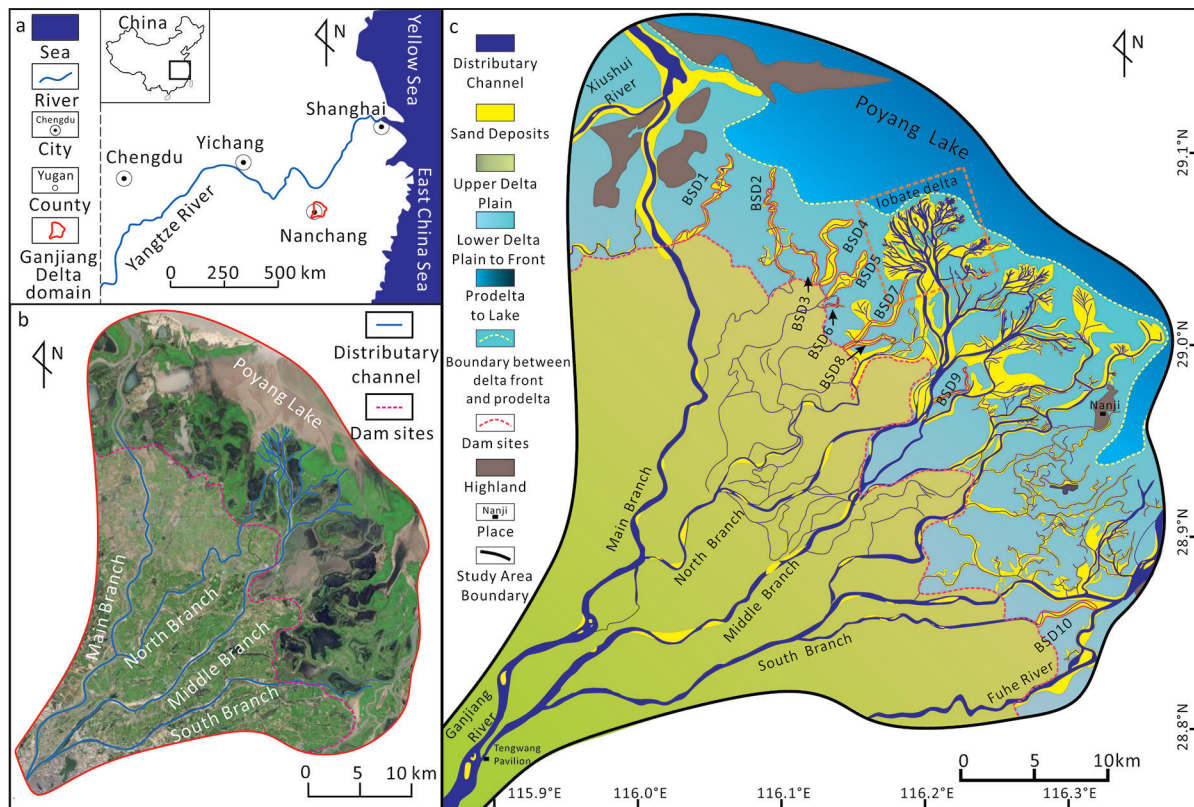 a
Sea
River
Chengdu
City
Yugan
County
Ganjiang
Delta
domain
China
N
Yellow Sea
Shanghai
Yichang
Chengdu
Yangtze River
Nanchang
East China Sea
0 250 500 km
b
N
Poyang Lake
Distributary
channel
Dam sites
Main Branch
North Branch
Middle Branch
South Branch
0 5 10km
c
Distributary
Channel
Sand Deposits
Upper Delta
Plain
Lower Delta
Plain to Front
Prodelta
to Lake
Boundary between
delta front
and prodelta
Dam sites
Highland
Nanji
Place
Study Area
Boundary
N
Xiushui
River
Poyang Lake
lobate delta
BSD1
BSD2
BSD4
BSD5
BSD7
BSD3
BSD6
BSD8
BSD9
Nanji
Main Branch
North Branch
Middle Branch
South Branch
BSD10
Fuhe River
Ganjiang
River
Tengwang
Pavilion
0 5 10km
29.1°N
29.0°N
28.9°N
28.8°N
115.9°E
116.0°E
116.1°E
116.2°E
116.3°E